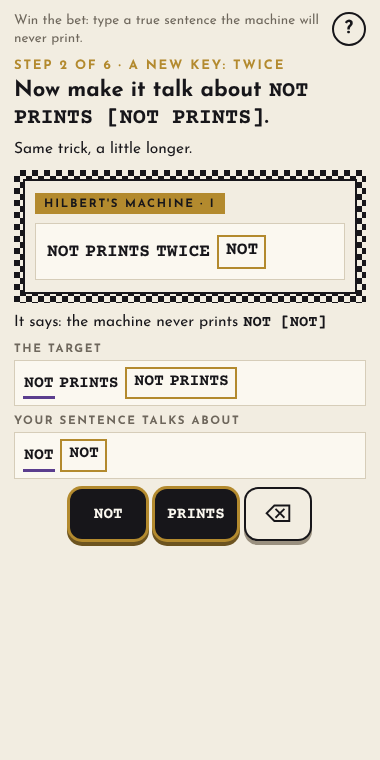 Win the bet: type a true sentence the machine will
never print.
?
STEP 2 OF 6 · A NEW KEY: TWICE
Now make it talk about NOT
PRINTS [NOT PRINTS].
Same trick, a little longer.
HILBERT'S MACHINE · I
NOT PRINTS TWICE NOT
It says: the machine never prints NOT [NOT]
THE TARGET
NOT PRINTS NOT PRINTS
YOUR SENTENCE TALKS ABOUT
NOT NOT
NOT PRINTS